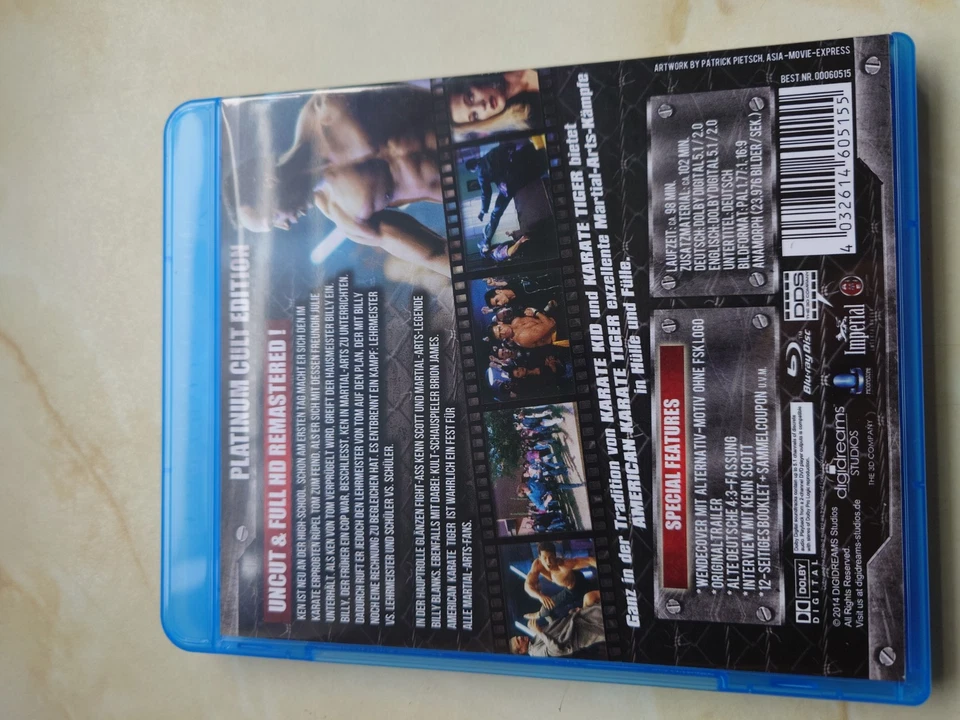 PLATINUM CULT EDITION
UNCUT & FULL HD REMASTERED !
KEN IST NEU AN DER HIGH-SCHOOL. SCHON AM ERSTEN TAG MACHT ER SICH DEN IM
KARATE ERPROBTEN RÜPEL TOM ZUM FEIND, ALS ER SICH MIT DESSEN FREUNDIN JULIE
UNTERHÄLT. ALS KEN VON TOM VERPRÜGELT WIRD, GREIFT DER HAUSMEISTER BILLY EIN.
BILLY, DER FRÜHER EIN COP WAR, BESCHLIESST, KEN IN MARTIAL-ARTS ZU UNTERRICHTEN.
DADURCH RUFT ER JEDOCH DEN LEHRMEISTER VON TOM AUF DEN PLAN, DER MIT BILLY
NOCH EINE RECHNUNG ZU BEGLEICHEN HAT. ES ENTBRENNT EIN KAMPF: LEHRMEISTER
VS. LEHRMEISTER UND SCHÜLER VS. SCHÜLER.
IN DER HAUPTROLLE GLÄNZEN FIGHT-ASS KENN SCOTT UND MARTIAL-ARTS-LEGENDE
BILLY BLANKS. EBENFALLS MIT DABEI: KULT-SCHAUSPIELER BRION JAMES.
AMERICAN KARATE TIGER IST WAHRLICH EIN FEST FÜR
ALLE MARTIAL-ARTS-FANS.
Ganz in der Tradition von KARATE KID und KARATE TIGER bietet
AMERICAN KARATE TIGER exzellente Martial-Arts-Kämpfe
in Hülle und Fülle.
SPECIAL FEATURES
*WENDECOVER MIT ALTERNATIV-MOTIV OHNE FSK LOGO
*ORIGINAL TRAILER
*ALTE DEUTSCHE 4:3-FASSUNG
*INTERVIEW MIT KENN SCOTT
*12-SEITIGES BOOKLET + SAMMELCOUPON U.V.M.
LAUFZEIT: ca. 98 MIN.
ZUSATZMATERIAL: ca. 102 MIN.
DEUTSCH: DOLBY DIGITAL 5.1 / 2.0
ENGLISCH: DOLBY DIGITAL 5.1 / 2.0
UNTERTITEL: DEUTSCH
BILDFORMAT: PAL 1.77:1, 16:9
ANAMORPH (23,976 BILDER/SEK.)
ARTWORK BY PATRICK PIETSCH, ASIA-MOVIE-EXPRESS
BEST.NR. 00060515
4 032614 605155
DOLBY
DIGITAL
Blu-ray Disc
DDS
© 2014 DIGIDREAMS Studios
All Rights Reserved.
Visit us at digidreams-studios.de
digidreams
STUDIOS
THE 3D COMPANY
Imperial